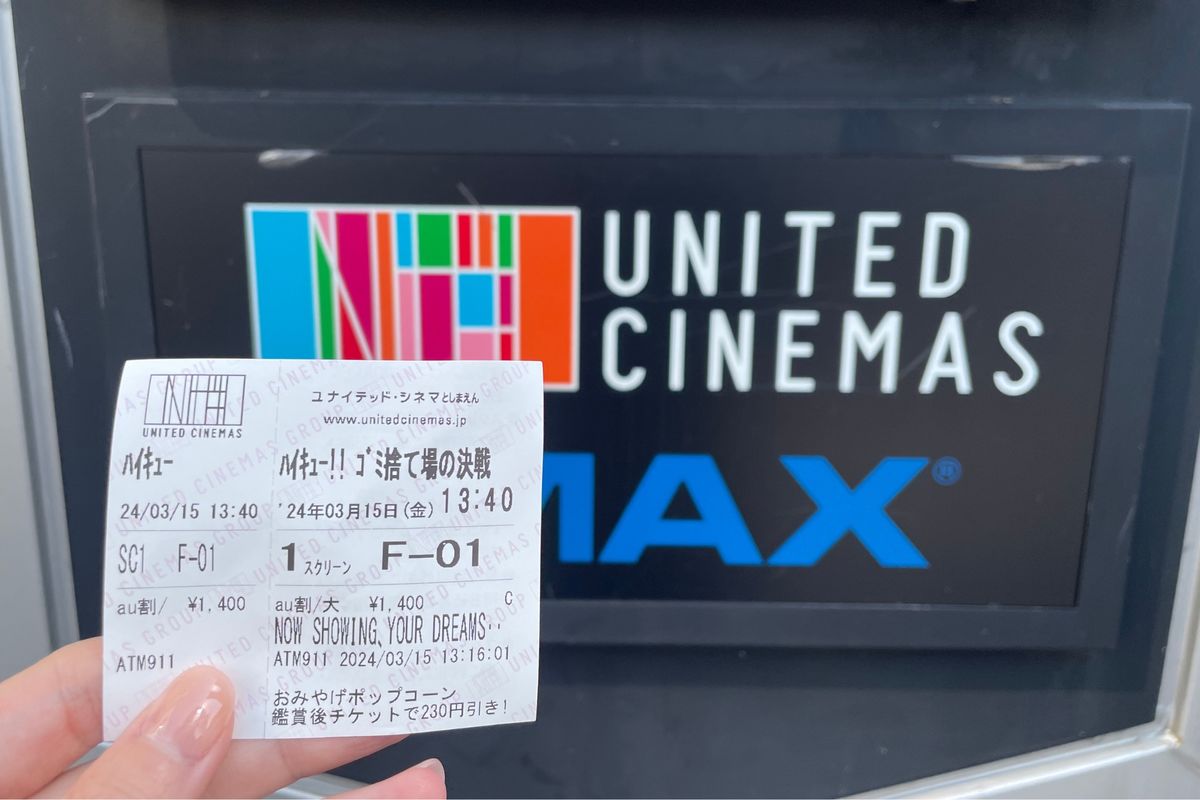 UNITED
CINEMAS
MAX
UNITED CINEMAS
ユナイテッド・シネマとしまえん
www.unitedcinemas.jp
ハイキュー
24/03/15 13:40
SC1 F-01
au割/ ¥1,400
ATM911
ハイキュー!! ゴミ捨て場の決戦
'24年03月15日(金) 13:40
1 スクリーン F-01
au割/大 ¥1,400 C
NOW SHOWING、YOUR DREAMS‥
ATM911 2024/03/15 13:16:01
おみやげポップコーン
鑑賞後チケットで230円引き!